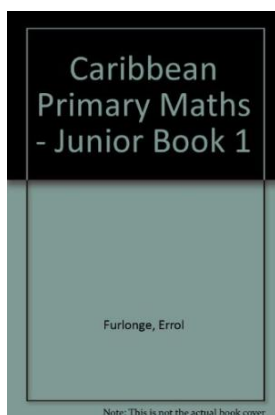 Caribbean
Primary Maths
- Junior Book 1
Furlonge, Errol
Note: This is not the actual book cover